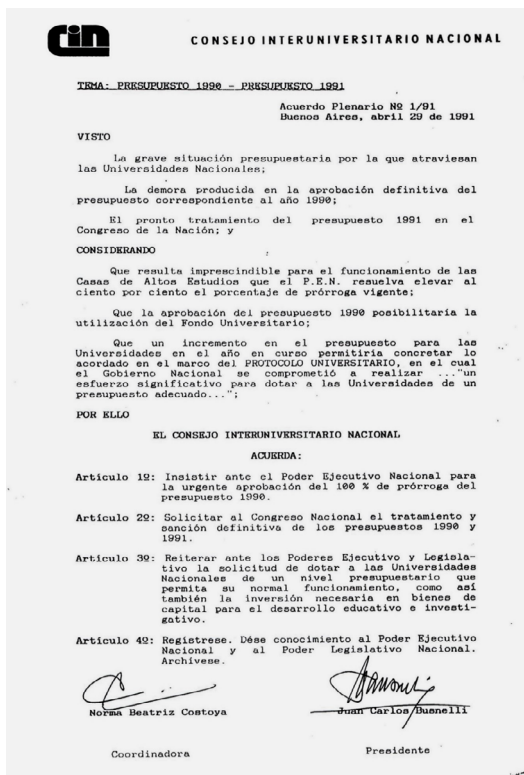 cin
CONSEJO INTERUNIVERSITARIO NACIONAL
TEMA: PRESUPUESTO 1990 - PRESUPUESTO 1991
Acuerdo Plenario Nº 1/91
Buenos Aires, abril 29 de 1991
VISTO
La grave situación presupuestaria por la que atraviesan
las Universidades Nacionales;
La demora producida en la aprobación definitiva del
presupuesto correspondiente al año 1990;
El pronto tratamiento del presupuesto 1991 en el
Congreso de la Nación; y
CONSIDERANDO
Que resulta imprescindible para el funcionamiento de las
Casas de Altos Estudios que el P.E.N. resuelva elevar al
ciento por ciento el porcentaje de prórroga vigente;
Que la aprobación del presupuesto 1990 posibilitaría la
utilización del Fondo Universitario;
Que un incremento en el presupuesto para las
Universidades en el año en curso permitiría concretar lo
acordado en el marco del PROTOCOLO UNIVERSITARIO, en el cual
el Gobierno Nacional se comprometió a realizar ..."un
esfuerzo significativo para dotar a las Universidades de un
presupuesto adecuado...";
POR ELLO
EL CONSEJO INTERUNIVERSITARIO NACIONAL
ACUERDA:
Artículo 1º: Insistir ante el Poder Ejecutivo Nacional para
la urgente aprobación del 100 % de prórroga del
presupuesto 1990.
Artículo 2º: Solicitar al Congreso Nacional el tratamiento y
sanción definitiva de los presupuestos 1990 y
1991.
Artículo 3º: Reiterar ante los Poderes Ejecutivo y Legisla-
tivo la solicitud de dotar a las Universidades
Nacionales de un nivel presupuestario que
permita su normal funcionamiento, como así
también la inversión necesaria en bienes de
capital para el desarrollo educativo e investi-
gativo.
Artículo 4º: Regístrese. Dése conocimiento al Poder Ejecutivo
Nacional y al Poder Legislativo Nacional.
Archívese.
Norma Beatriz Costoya
Juan Carlos Busnelli
Coordinadora
Presidente